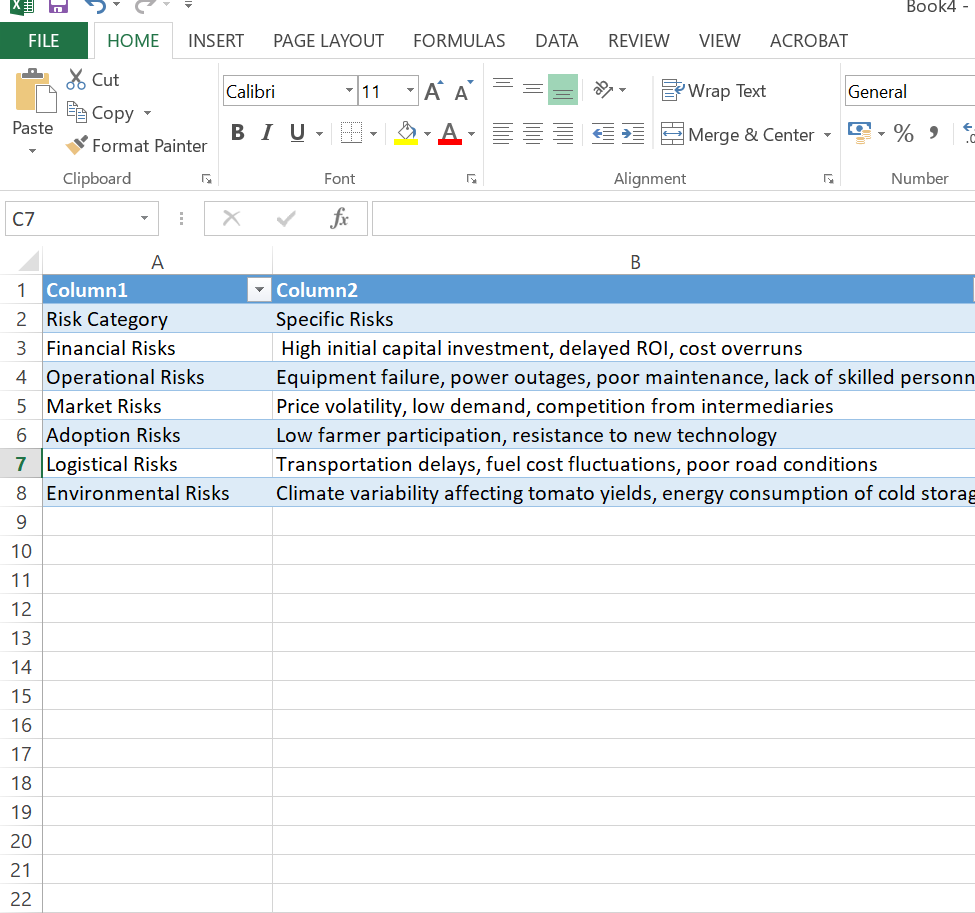 Book4 -
FILE HOME INSERT PAGE LAYOUT FORMULAS DATA REVIEW VIEW ACROBAT
Cut
Copy
Format Painter
Paste
Clipboard
Calibri 11 A A
B I U A
Font
Wrap Text
Merge & Center
Alignment
General
% ,
Number
C7 fx
A B
1 Column1 Column2
2 Risk Category Specific Risks
3 Financial Risks High initial capital investment, delayed ROI, cost overruns
4 Operational Risks Equipment failure, power outages, poor maintenance, lack of skilled personn
5 Market Risks Price volatility, low demand, competition from intermediaries
6 Adoption Risks Low farmer participation, resistance to new technology
7 Logistical Risks Transportation delays, fuel cost fluctuations, poor road conditions
8 Environmental Risks Climate variability affecting tomato yields, energy consumption of cold storag
9
10
11
12
13
14
15
16
17
18
19
20
21
22